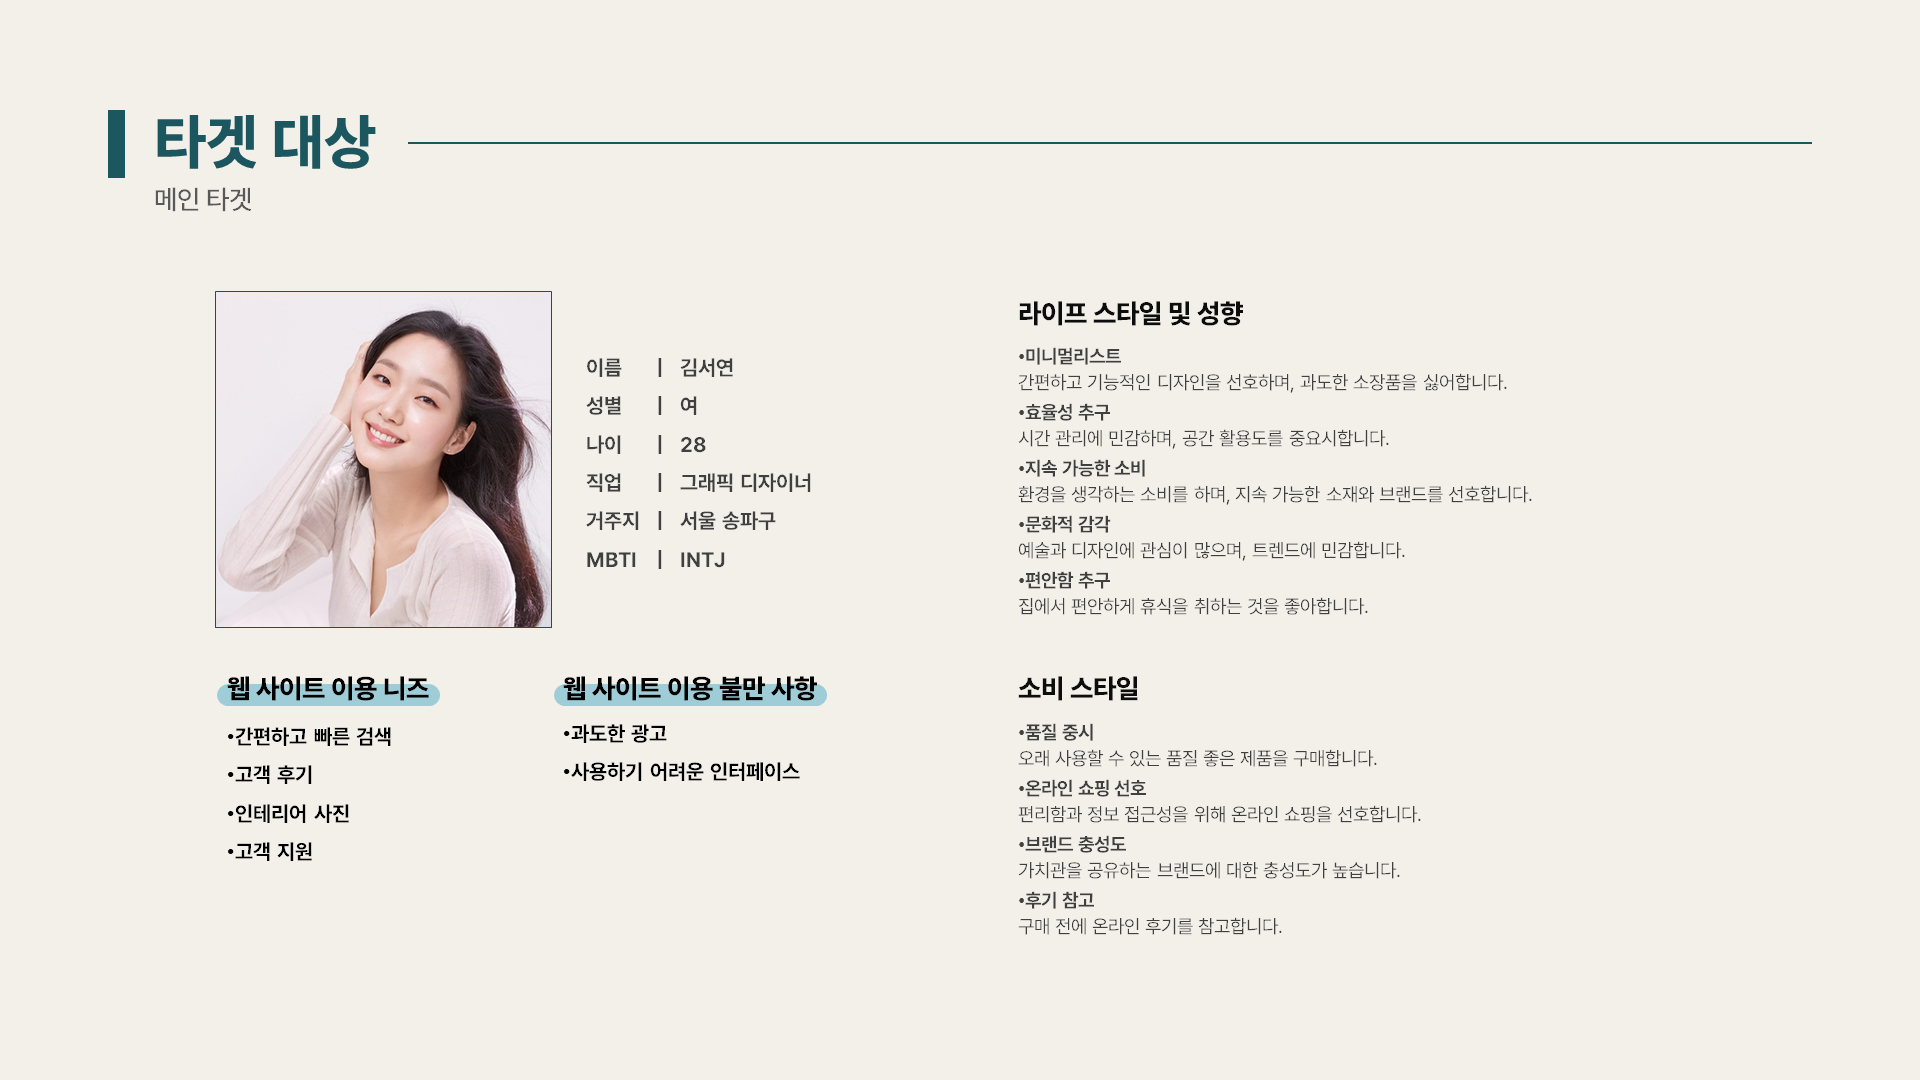 타겟 대상
메인 타겟
이름 | 김서연
성별 | 여
나이 | 28
직업 | 그래픽 디자이너
거주지 | 서울 송파구
MBTI | INTJ
웹 사이트 이용 니즈
•간편하고 빠른 검색
•고객 후기
•인테리어 사진
•고객 지원
웹 사이트 이용 불만 사항
•과도한 광고
•사용하기 어려운 인터페이스
라이프 스타일 및 성향
•미니멀리스트
간편하고 기능적인 디자인을 선호하며, 과도한 소장품을 싫어합니다.
•효율성 추구
시간 관리에 민감하며, 공간 활용도를 중요시합니다.
•지속 가능한 소비
환경을 생각하는 소비를 하며, 지속 가능한 소재와 브랜드를 선호합니다.
•문화적 감각
예술과 디자인에 관심이 많으며, 트렌드에 민감합니다.
•편안함 추구
집에서 편안하게 휴식을 취하는 것을 좋아합니다.
소비 스타일
•품질 중시
오래 사용할 수 있는 품질 좋은 제품을 구매합니다.
•온라인 쇼핑 선호
편리함과 정보 접근성을 위해 온라인 쇼핑을 선호합니다.
•브랜드 충성도
가치관을 공유하는 브랜드에 대한 충성도가 높습니다.
•후기 참고
구매 전에 온라인 후기를 참고합니다.